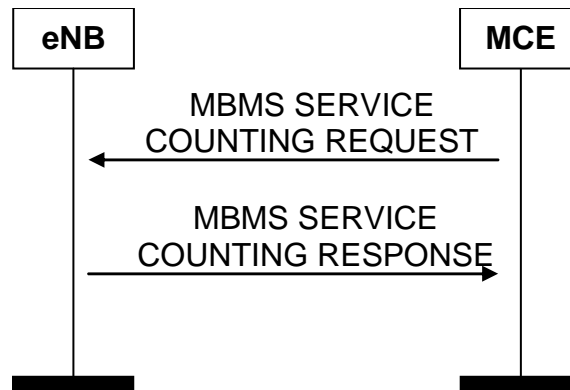 eNB
MCE
MBMS SERVICE
COUNTING REQUEST
MBMS SERVICE
COUNTING RESPONSE